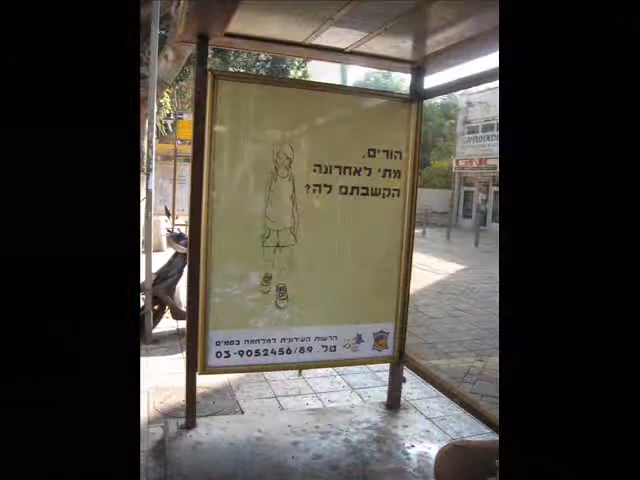 הורים,
מתי לאחרונה
הקשבתם לה?
הרשות העירונית למלחמה בסמים
טל. 03-9052456/89